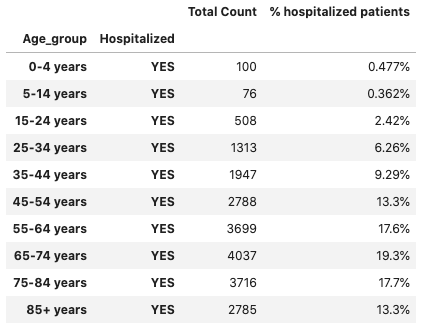 Total Count % hospitalized patients
Age_group Hospitalized
0-4 years YES 100 0.477%
5-14 years YES 76 0.362%
15-24 years YES 508 2.42%
25-34 years YES 1313 6.26%
35-44 years YES 1947 9.29%
45-54 years YES 2788 13.3%
55-64 years YES 3699 17.6%
65-74 years YES 4037 19.3%
75-84 years YES 3716 17.7%
85+ years YES 2785 13.3%